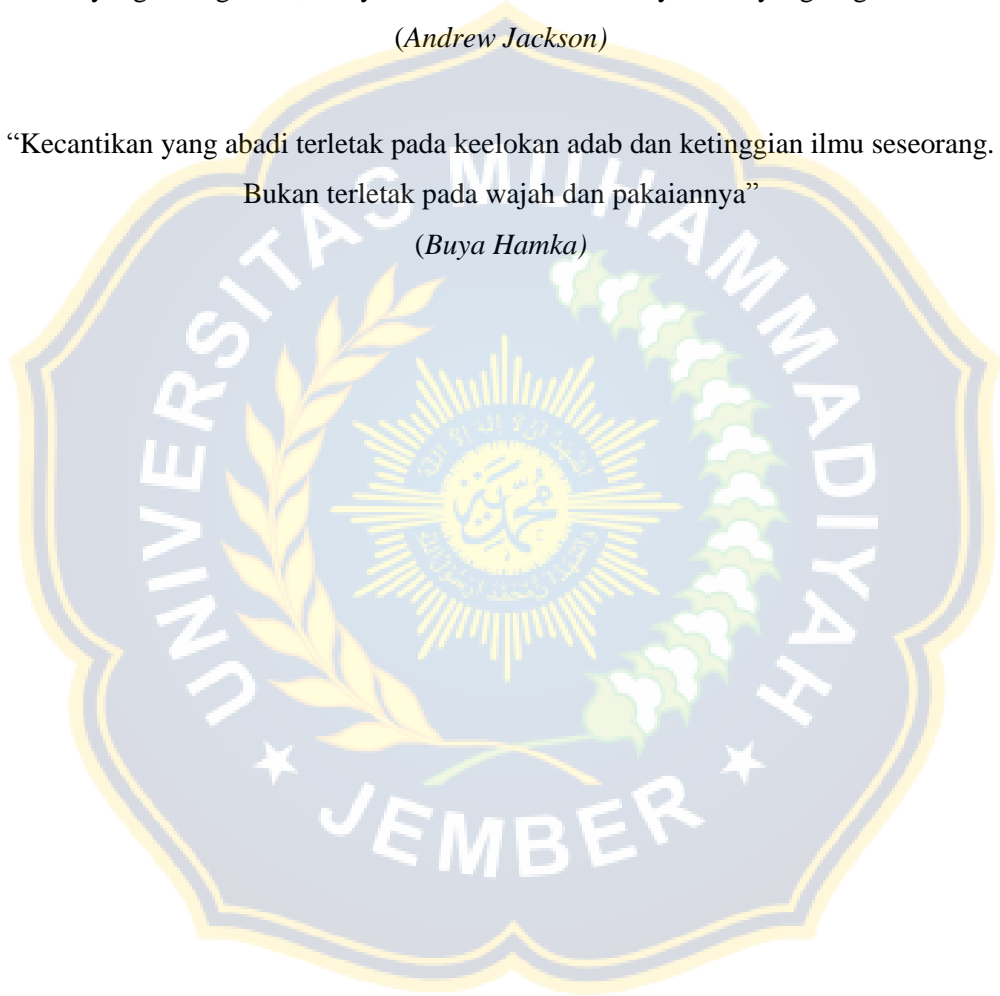 (Andrew Jackson)
“Kecantikan yang abadi terletak pada keelokan adab dan ketinggian ilmu seseorang.
Bukan terletak pada wajah dan pakaiannya”
(Buya Hamka)
UNIVERSITAS MUHAMMADIYAH
محمد
★ JEMBER ★